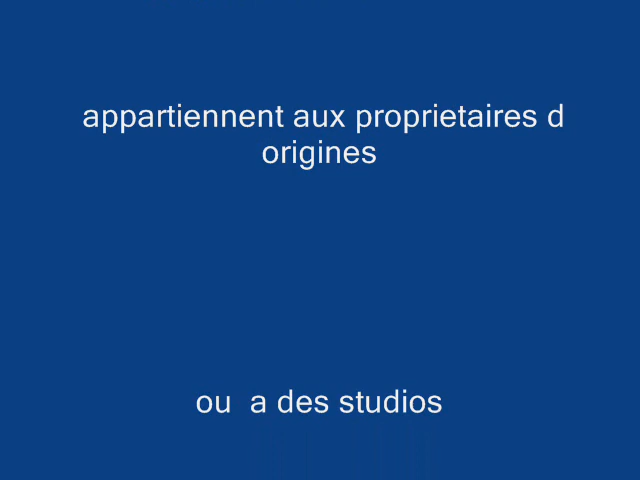 appartiennent aux proprietaires d
origines
ou  a des studios